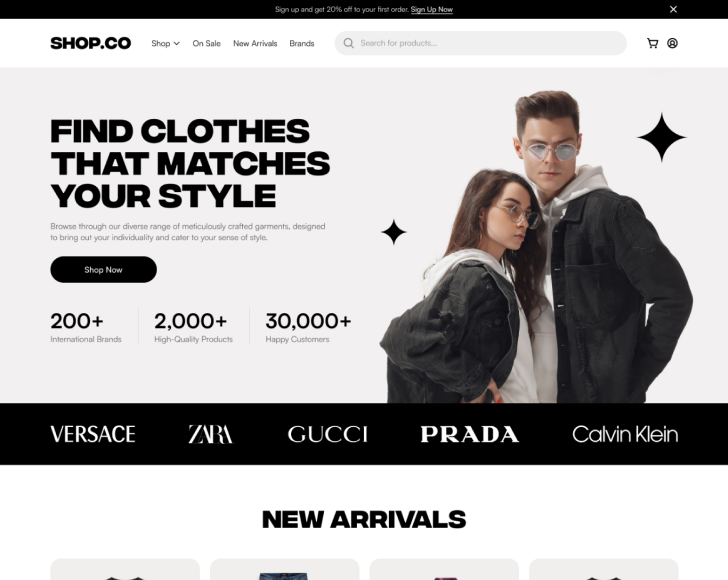 Sign up and get 20% off to your first order. Sign Up Now
SHOP.CO
Shop
On Sale
New Arrivals
Brands
Search for products...
FIND CLOTHES
THAT MATCHES
YOUR STYLE
Browse through our diverse range of meticulously crafted garments, designed
to bring out your individuality and cater to your sense of style.
Shop Now
200+
International Brands
2,000+
High-Quality Products
30,000+
Happy Customers
VERSACE
ZARA
GUCCI
PRADA
Calvin Klein
NEW ARRIVALS